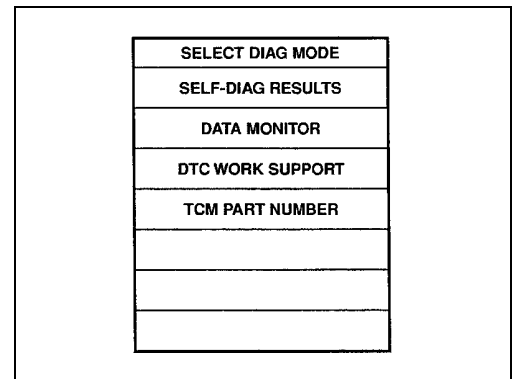 SELECT DIAG MODE
SELF-DIAG RESULTS
DATA MONITOR
DTC WORK SUPPORT
TCM PART NUMBER